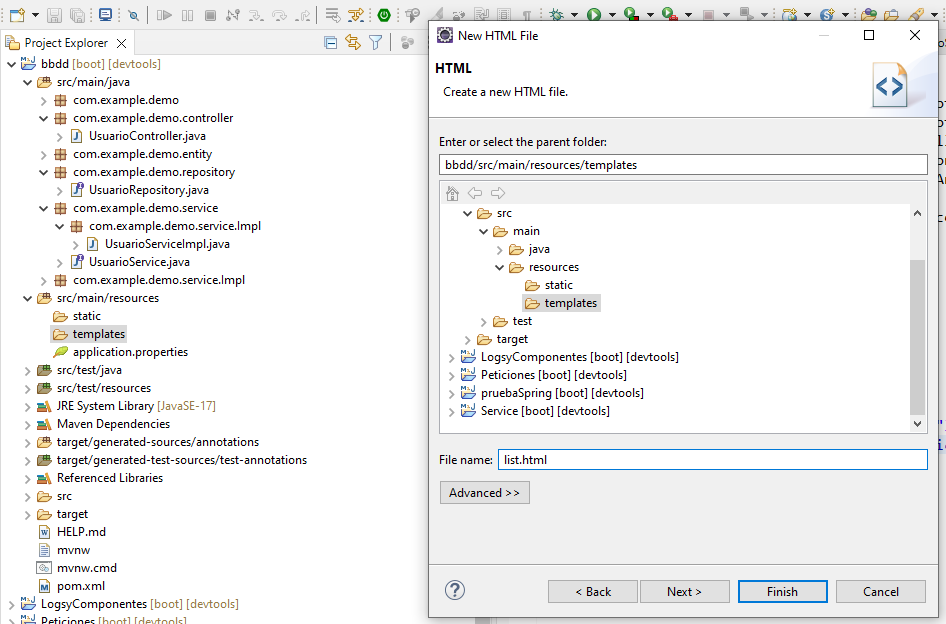 Project Explorer
bbdd [boot] [devtools]
src/main/java
com.example.demo
com.example.demo.controller
UsuarioController.java
com.example.demo.entity
com.example.demo.repository
UsuarioRepository.java
com.example.demo.service
com.example.demo.service.Impl
UsuarioServiceImpl.java
UsuarioService.java
com.example.demo.service.Impl
src/main/resources
static
templates
application.properties
src/test/java
src/test/resources
JRE System Library [JavaSE-17]
Maven Dependencies
target/generated-sources/annotations
target/generated-test-sources/test-annotations
Referenced Libraries
src
target
HELP.md
mvnw
mvnw.cmd
pom.xml
LogsyComponentes [boot] [devtools]
Peticiones [boot] [devtools]
New HTML File
HTML
Create a new HTML file.
Enter or select the parent folder:
bbdd/src/main/resources/templates
src
main
java
resources
static
templates
test
target
LogsyComponentes [boot] [devtools]
Peticiones [boot] [devtools]
pruebaSpring [boot] [devtools]
Service [boot] [devtools]
File name: list.html
Advanced >>
< Back Next > Finish Cancel